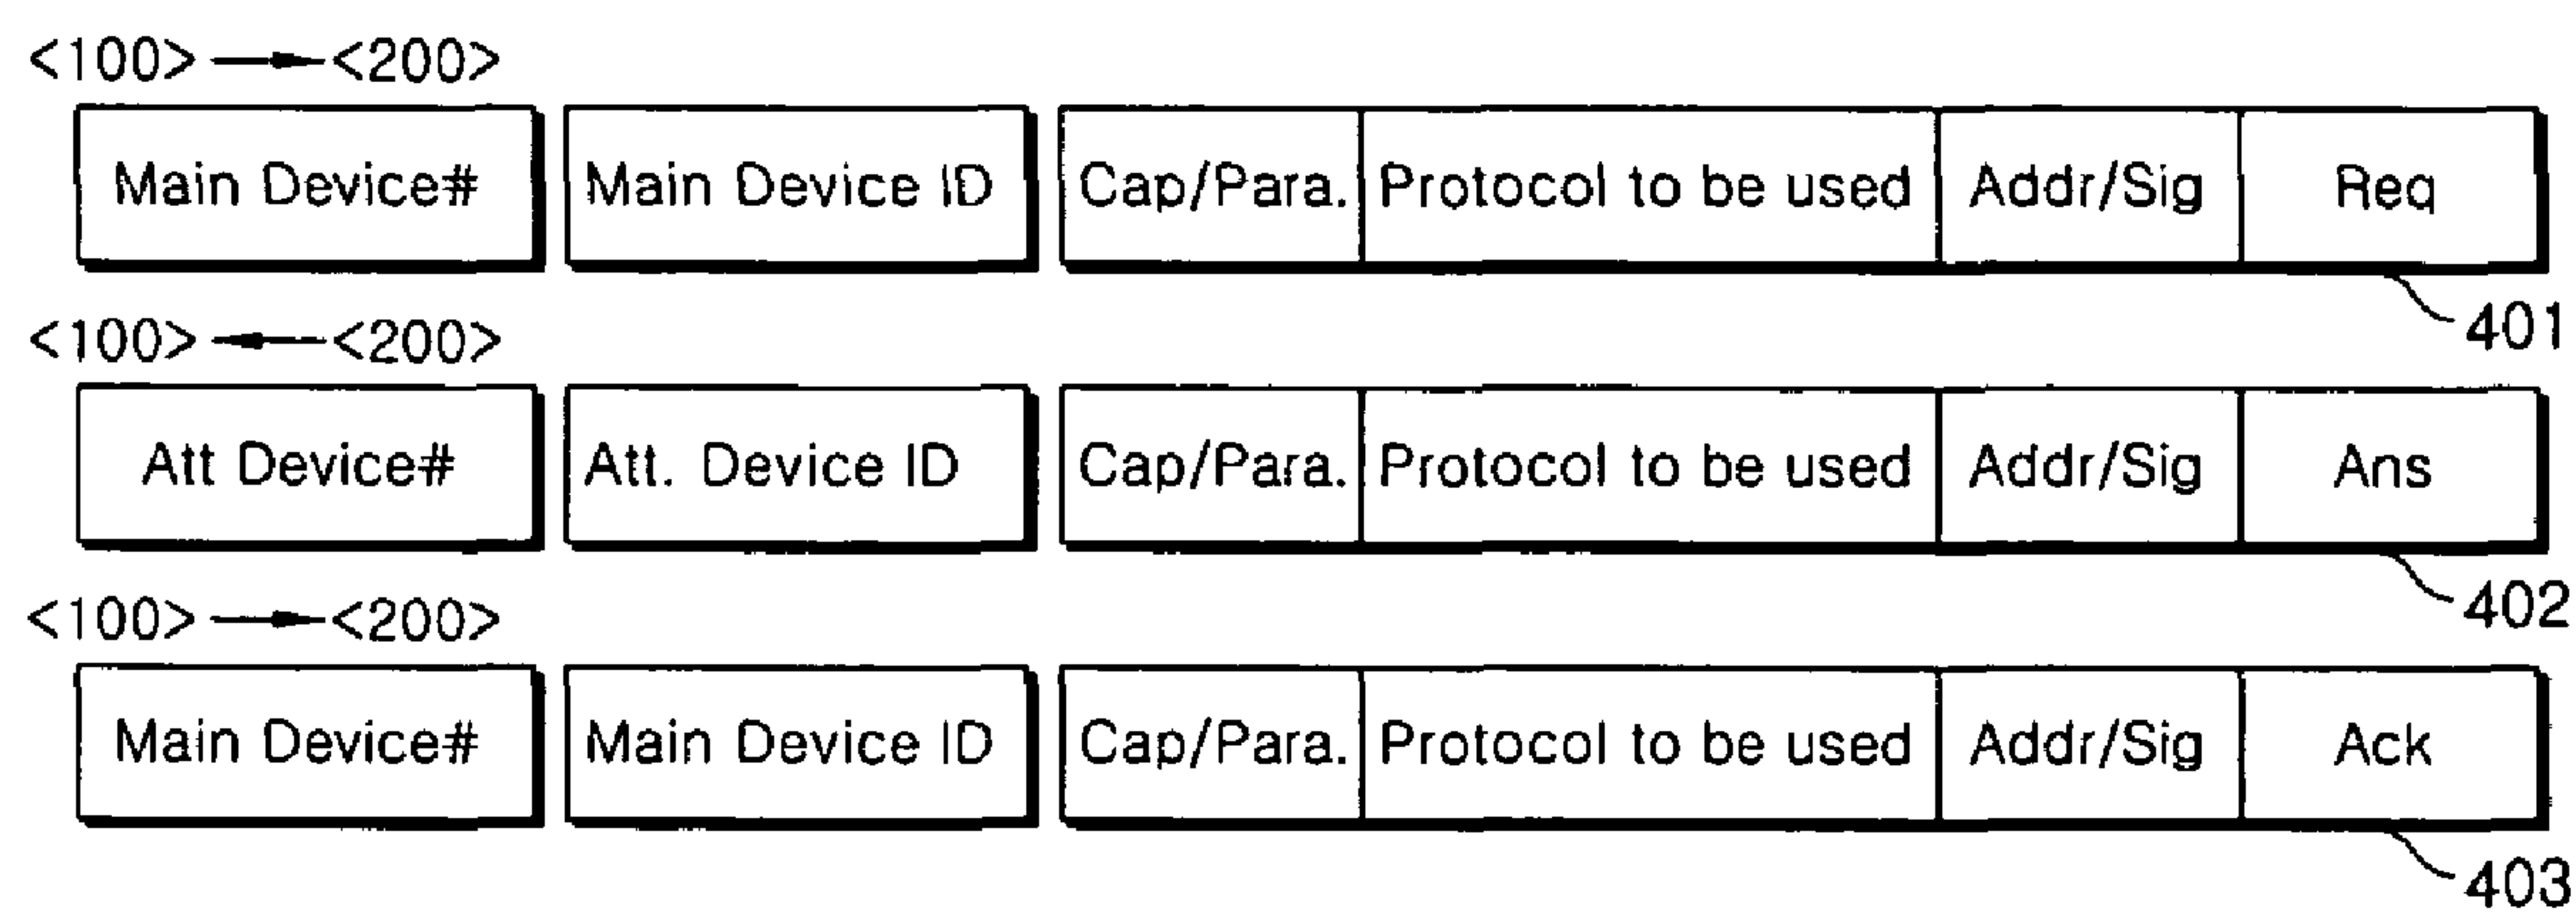 <100> → <200>
Main Device# Main Device ID Cap/Para. Protocol to be used Addr/Sig Req
401
<100> ← <200>
Att Device# Att. Device ID Cap/Para. Protocol to be used Addr/Sig Ans
402
<100> → <200>
Main Device# Main Device ID Cap/Para. Protocol to be used Addr/Sig Ack
403